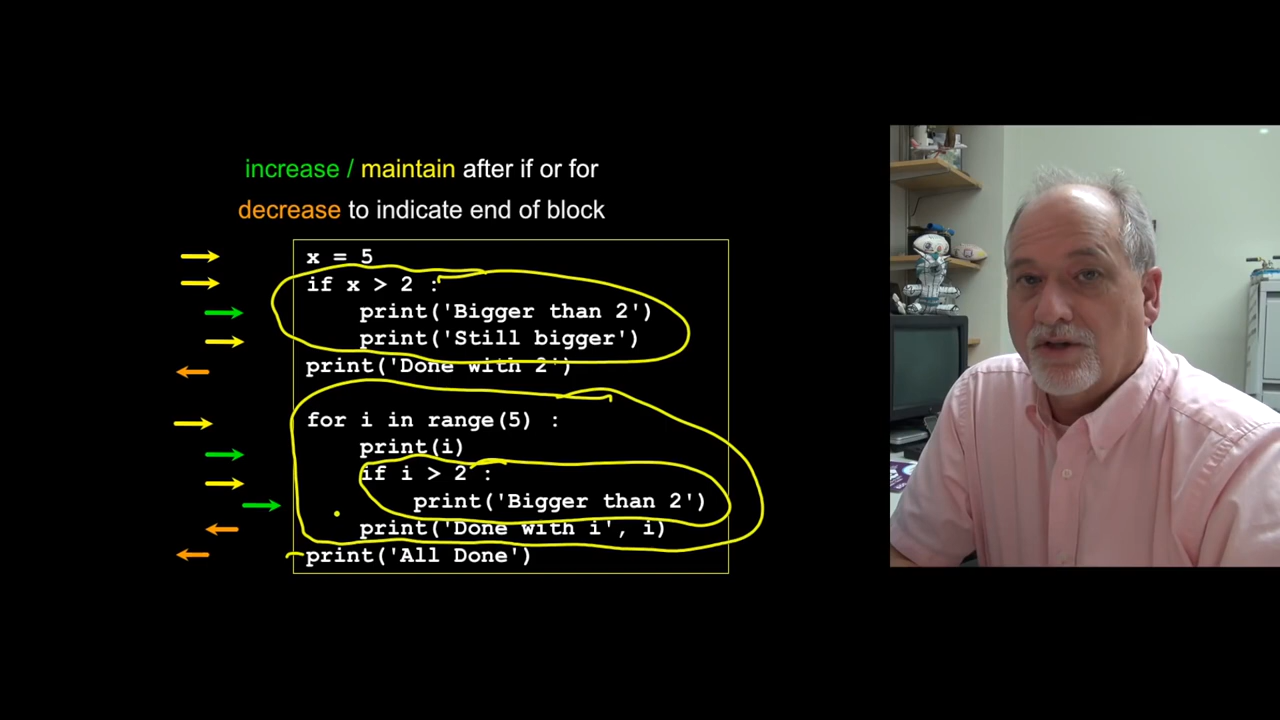 increase / maintain after if or for
decrease to indicate end of block
x = 5
if x > 2 :
    print('Bigger than 2')
    print('Still bigger')
print('Done with 2')
for i in range(5) :
    print(i)
    if i > 2 :
        print('Bigger than 2')
    print('Done with i', i)
print('All Done')